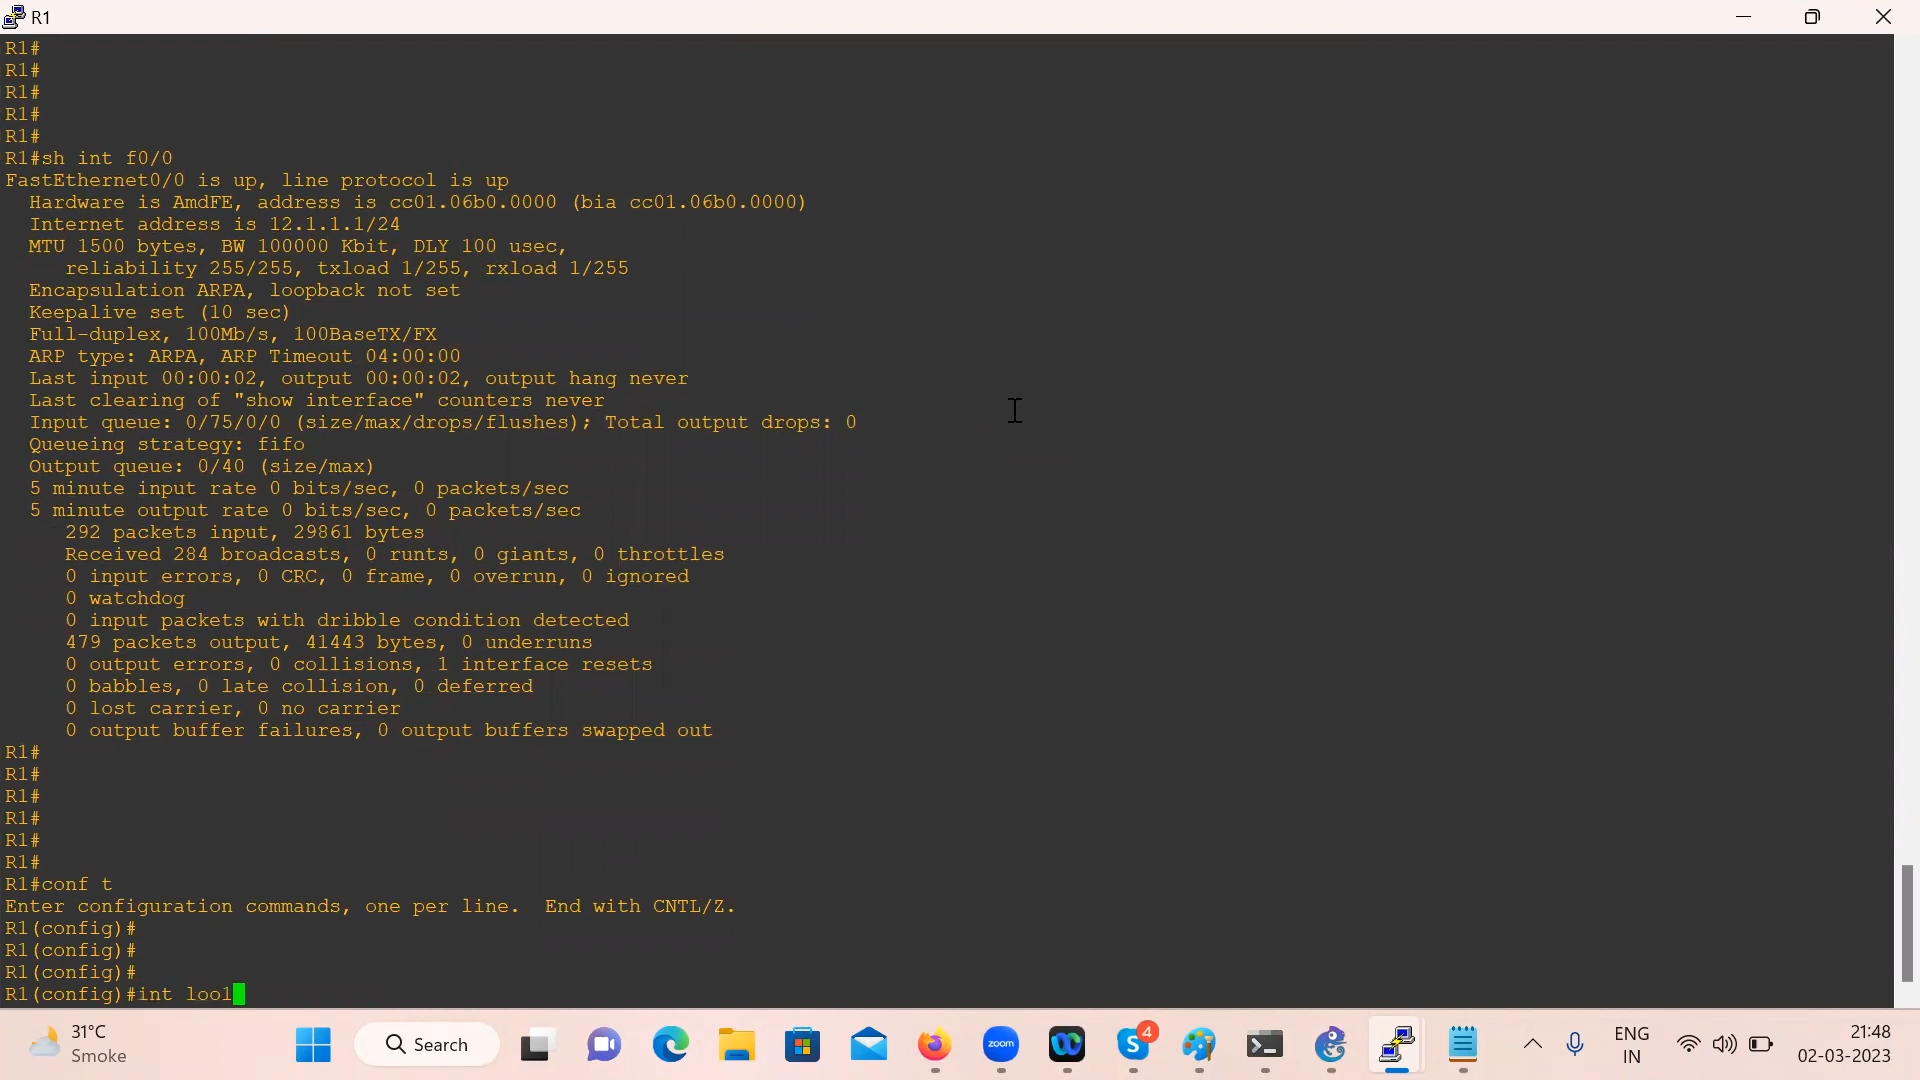 R1
R1#
R1#
R1#
R1#
R1#
R1#sh int f0/0
FastEthernet0/0 is up, line protocol is up
Hardware is AmdFE, address is cc01.06b0.0000 (bia cc01.06b0.0000)
Internet address is 12.1.1.1/24
MTU 1500 bytes, BW 100000 Kbit, DLY 100 usec,
reliability 255/255, txload 1/255, rxload 1/255
Encapsulation ARPA, loopback not set
Keepalive set (10 sec)
Full-duplex, 100Mb/s, 100BaseTX/FX
ARP type: ARPA, ARP Timeout 04:00:00
Last input 00:00:02, output 00:00:02, output hang never
Last clearing of "show interface" counters never
Input queue: 0/75/0/0 (size/max/drops/flushes); Total output drops: 0
Queueing strategy: fifo
Output queue: 0/40 (size/max)
5 minute input rate 0 bits/sec, 0 packets/sec
5 minute output rate 0 bits/sec, 0 packets/sec
292 packets input, 29861 bytes
Received 284 broadcasts, 0 runts, 0 giants, 0 throttles
0 input errors, 0 CRC, 0 frame, 0 overrun, 0 ignored
0 watchdog
0 input packets with dribble condition detected
479 packets output, 41443 bytes, 0 underruns
0 output errors, 0 collisions, 1 interface resets
0 babbles, 0 late collision, 0 deferred
0 lost carrier, 0 no carrier
0 output buffer failures, 0 output buffers swapped out
R1#
R1#
R1#
R1#
R1#
R1#
R1#conf t
Enter configuration commands, one per line.  End with CNTL/Z.
R1(config)#
R1(config)#
R1(config)#
R1(config)#int loo1
31°C
Smoke
Search
zoom
4
S
ENG
IN
21:48
02-03-2023